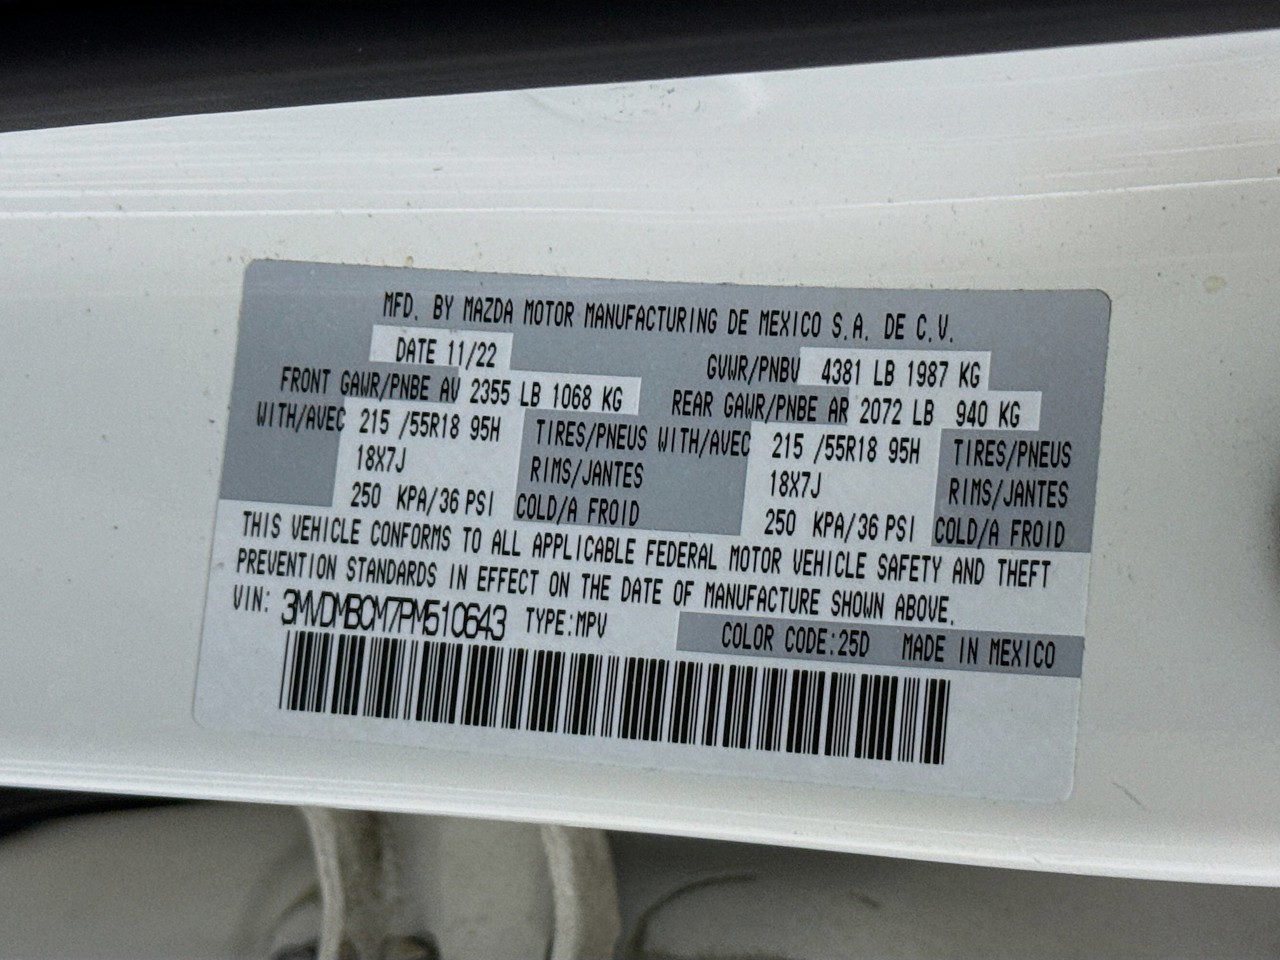 MFD. BY MAZDA MOTOR MANUFACTURING DE MEXICO S.A. DE C.V.
DATE 11/22 GVWR/PNBV 4381 LB 1987 KG
FRONT GAWR/PNBE AV 2355 LB 1068 KG REAR GAWR/PNBE AR 2072 LB 940 KG
WITH/AVEC 215 /55R18 95H TIRES/PNEUS WITH/AVEC 215 /55R18 95H TIRES/PNEUS
18X7J RIMS/JANTES 18X7J RIMS/JANTES
250 KPA/36 PSI COLD/A FROID 250 KPA/36 PSI COLD/A FROID
THIS VEHICLE CONFORMS TO ALL APPLICABLE FEDERAL MOTOR VEHICLE SAFETY AND THEFT
PREVENTION STANDARDS IN EFFECT ON THE DATE OF MANUFACTURE SHOWN ABOVE.
VIN: 3MVDMBCM7PM510643 TYPE:MPV COLOR CODE:25D MADE IN MEXICO